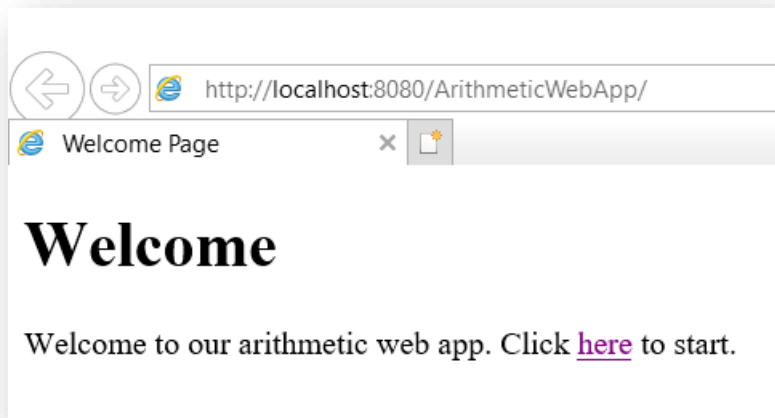 http://localhost:8080/ArithmeticWebApp/
Welcome Page
Welcome
Welcome to our arithmetic web app. Click here to start.